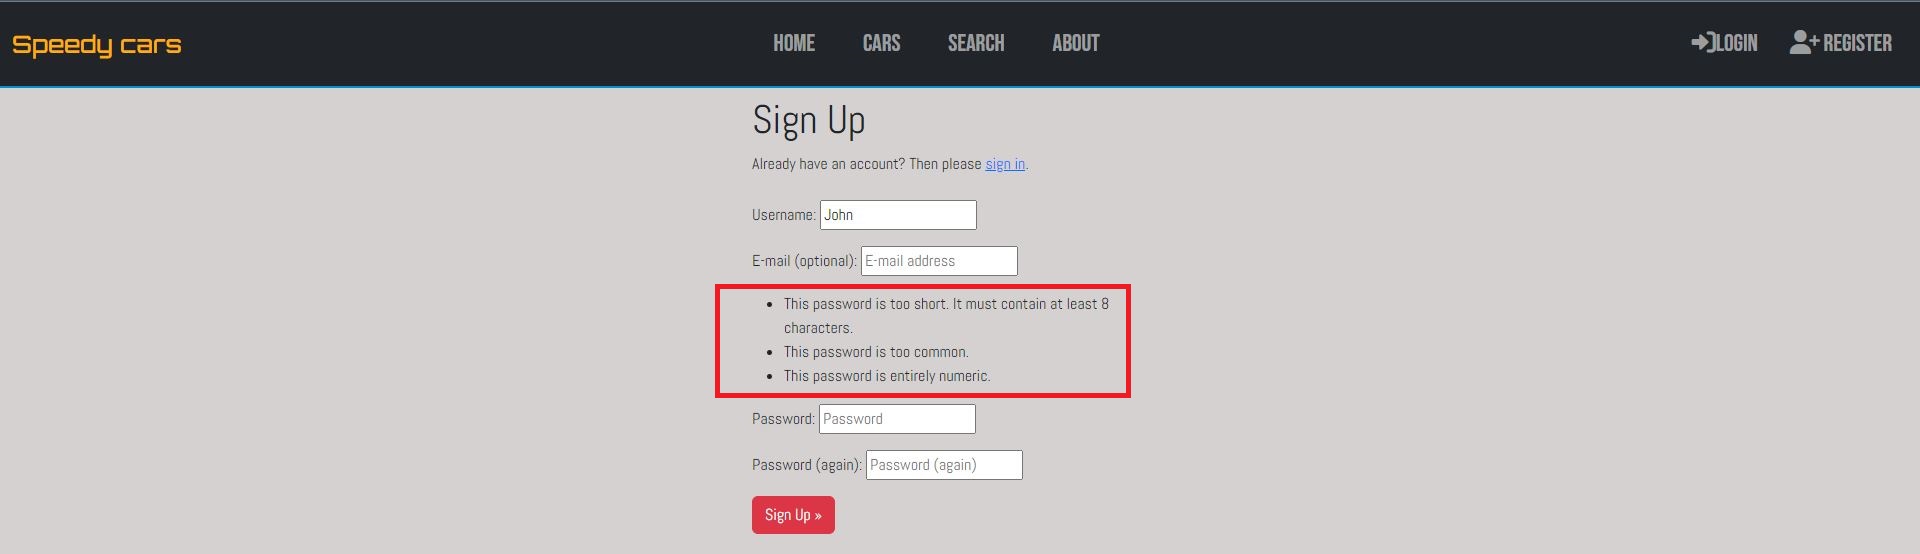 Speedy cars
HOME CARS SEARCH ABOUT
LOGIN REGISTER
Sign Up
Already have an account? Then please sign in.
Username: John
E-mail (optional): E-mail address
This password is too short. It must contain at least 8
characters.
This password is too common.
This password is entirely numeric.
Password: Password
Password (again): Password (again)
Sign Up »